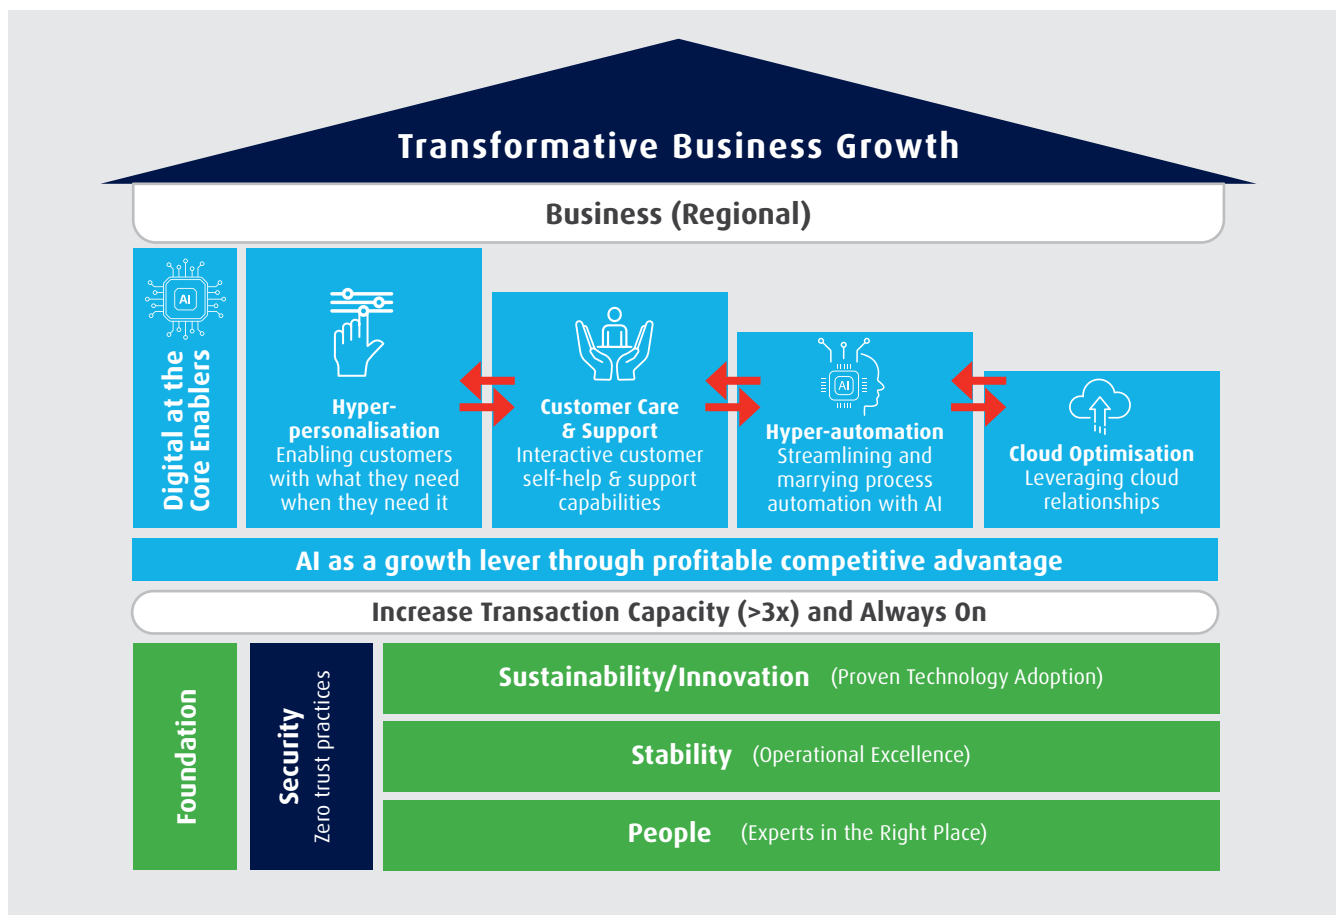 Transformative Business Growth
Business (Regional)
AI
Digital at the
Core Enablers
Hyper-
personalisation
Enabling customers
with what they need
when they need it
Customer Care
& Support
Interactive customer
self-help & support
capabilities
AI
Hyper-automation
Streamlining and
marrying process
automation with AI
Cloud Optimisation
Leveraging cloud
relationships
AI as a growth lever through profitable competitive advantage
Increase Transaction Capacity (>3x) and Always On
Foundation
Security
Zero trust practices
Sustainability/Innovation (Proven Technology Adoption)
Stability (Operational Excellence)
People (Experts in the Right Place)